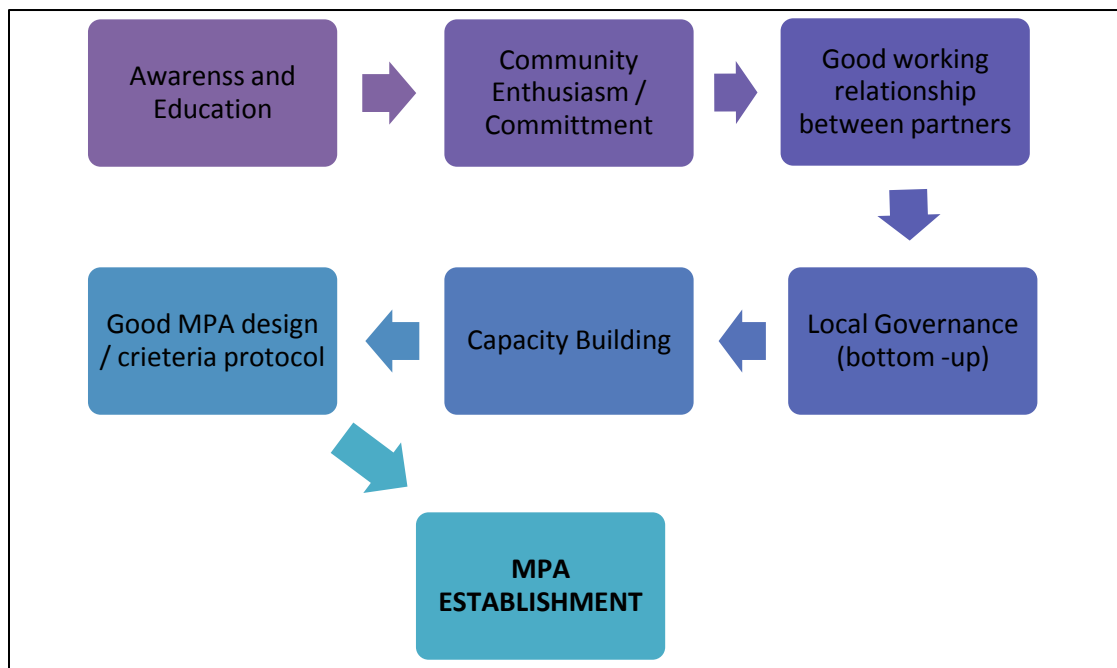 Awarenss and
Education
Community
Enthusiasm /
Committment
Good working
relationship
between partners
Local Governance
(bottom -up)
Capacity Building
Good MPA design
/ crieteria protocol
MPA
ESTABLISHMENT